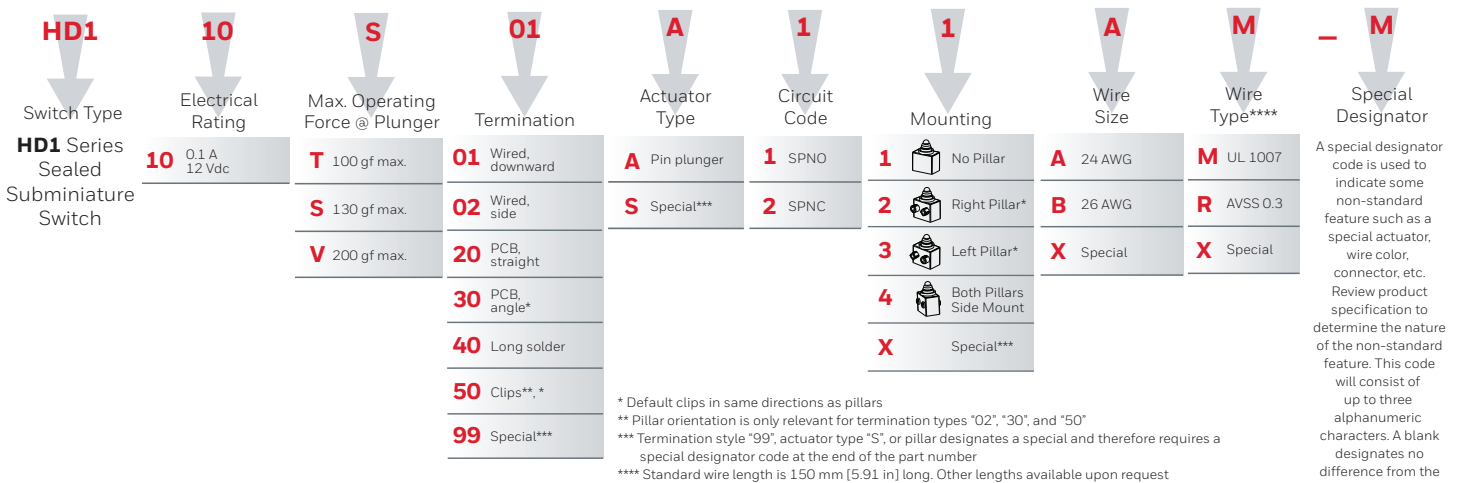 HD1 10 S 01 A 1 1 A M _ M
Switch Type
HD1 Series
Sealed
Subminiature
Switch
Electrical
Rating
10 0.1 A
12 Vdc
Max. Operating
Force @ Plunger
T 100 gf max.
S 130 gf max.
V 200 gf max.
Termination
01 Wired,
downward
02 Wired,
side
20 PCB,
straight
30 PCB,
angle*
40 Long solder
50 Clips**, *
99 Special***
Actuator
Type
A Pin plunger
S Special***
Circuit
Code
1 SPNO
2 SPNC
Mounting
1 No Pillar
2 Right Pillar*
3 Left Pillar*
4 Both Pillars
Side Mount
X Special***
Wire
Size
A 24 AWG
B 26 AWG
X Special
Wire
Type****
M UL 1007
R AVSS 0.3
X Special
Special
Designator
A special designator
code is used to
indicate some
non-standard
feature such as a
special actuator,
wire color,
connector, etc.
Review product
specification to
determine the nature
of the non-standard
feature. This code
will consist of
up to three
alphanumeric
characters. A blank
designates no
difference from the
* Default clips in same directions as pillars
** Pillar orientation is only relevant for termination types “02”, “30”, and “50”
*** Termination style “99”, actuator type “S”, or pillar designates a special and therefore requires a
special designator code at the end of the part number
**** Standard wire length is 150 mm [5.91 in] long. Other lengths available upon request